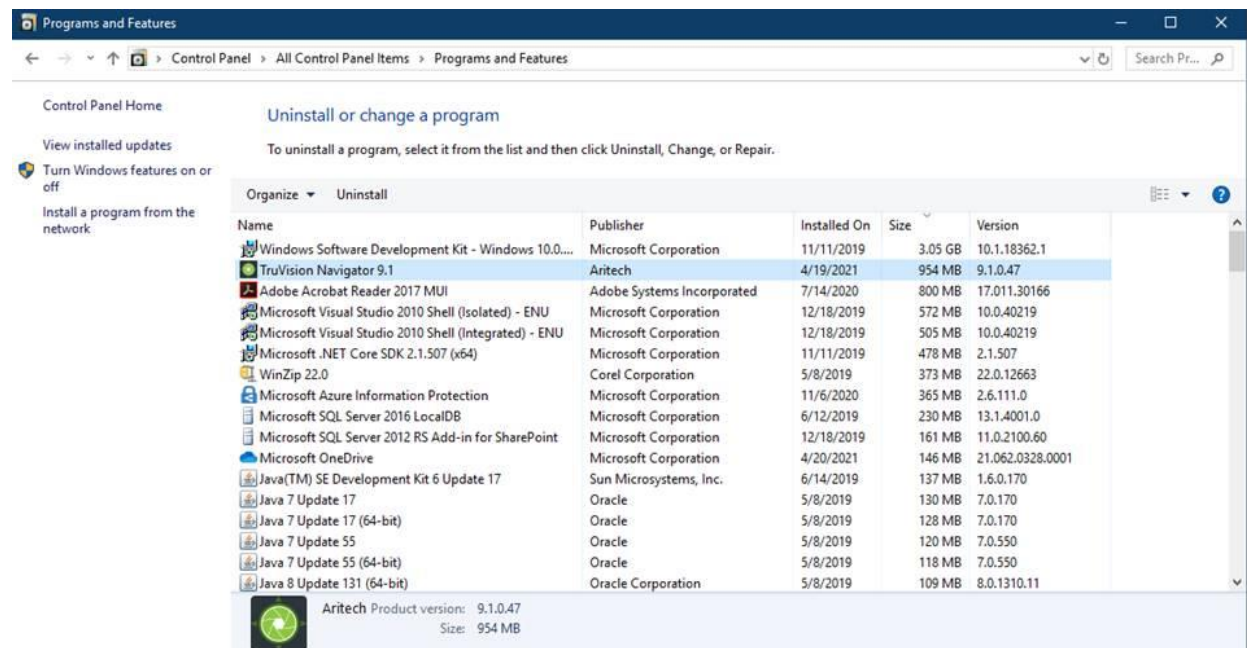 Programs and Features
Control Panel > All Control Panel Items > Programs and Features
Search Pr...
Control Panel Home
View installed updates
Turn Windows features on or
off
Install a program from the
network
Uninstall or change a program
To uninstall a program, select it from the list and then click Uninstall, Change, or Repair.
Organize Uninstall
Name Publisher Installed On Size Version
Windows Software Development Kit - Windows 10.0.... Microsoft Corporation 11/11/2019 3.05 GB 10.1.18362.1
TruVision Navigator 9.1 Aritech 4/19/2021 954 MB 9.1.0.47
Adobe Acrobat Reader 2017 MUI Adobe Systems Incorporated 7/14/2020 800 MB 17.011.30166
Microsoft Visual Studio 2010 Shell (Isolated) - ENU Microsoft Corporation 12/18/2019 572 MB 10.0.40219
Microsoft Visual Studio 2010 Shell (Integrated) - ENU Microsoft Corporation 12/18/2019 505 MB 10.0.40219
Microsoft .NET Core SDK 2.1.507 (x64) Microsoft Corporation 11/11/2019 478 MB 2.1.507
WinZip 22.0 Corel Corporation 5/8/2019 373 MB 22.0.12663
Microsoft Azure Information Protection Microsoft Corporation 11/6/2020 365 MB 2.6.111.0
Microsoft SQL Server 2016 LocalDB Microsoft Corporation 6/12/2019 230 MB 13.1.4001.0
Microsoft SQL Server 2012 RS Add-in for SharePoint Microsoft Corporation 12/18/2019 161 MB 11.0.2100.60
Microsoft OneDrive Microsoft Corporation 4/20/2021 146 MB 21.062.0328.0001
Java(TM) SE Development Kit 6 Update 17 Sun Microsystems, Inc. 6/14/2019 137 MB 1.6.0.170
Java 7 Update 17 Oracle 5/8/2019 130 MB 7.0.170
Java 7 Update 17 (64-bit) Oracle 5/8/2019 128 MB 7.0.170
Java 7 Update 55 Oracle 5/8/2019 120 MB 7.0.550
Java 7 Update 55 (64-bit) Oracle 5/8/2019 118 MB 7.0.550
Java 8 Update 131 (64-bit) Oracle Corporation 5/8/2019 109 MB 8.0.1310.11
Aritech Product version: 9.1.0.47
Size: 954 MB